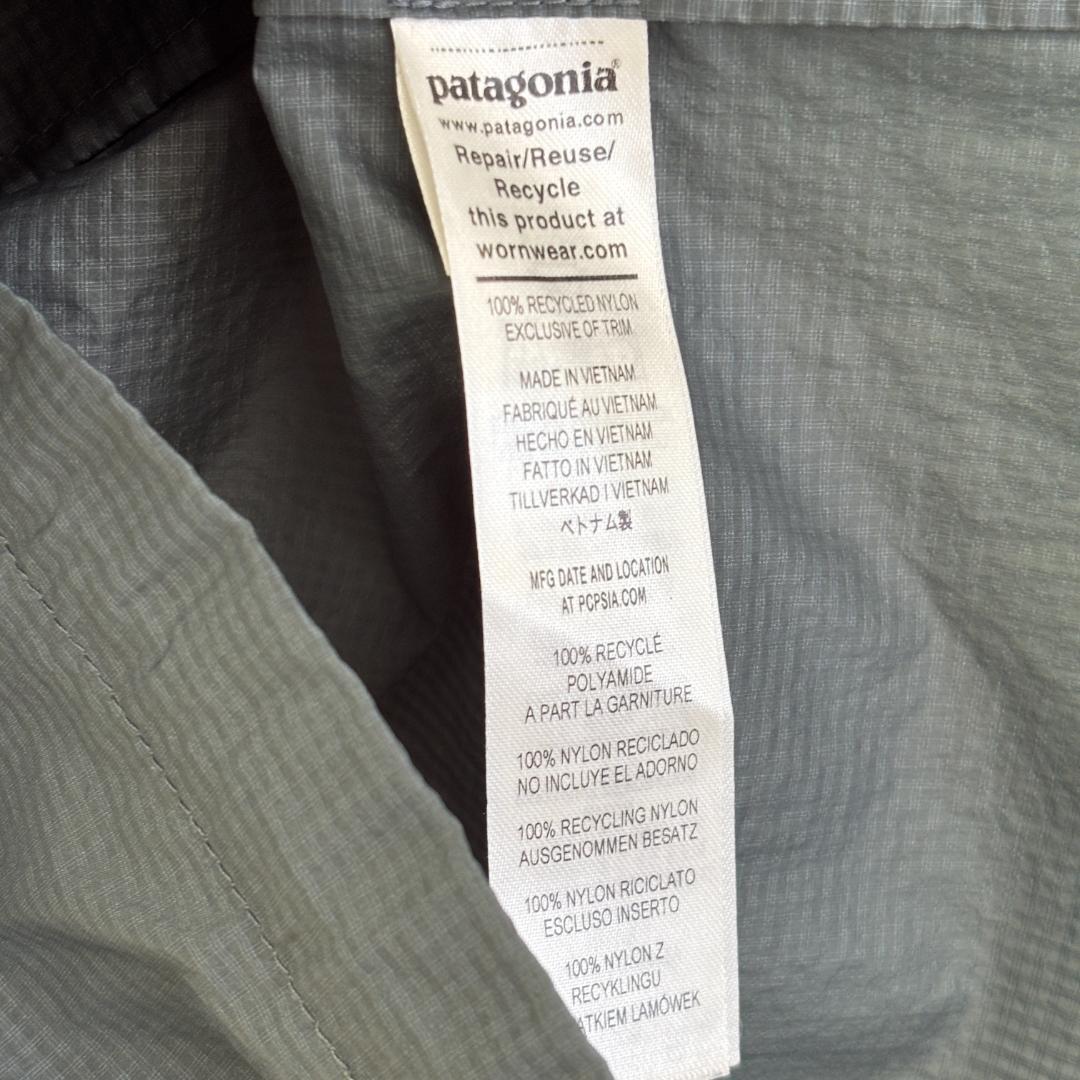 patagonia®
www.patagonia.com
Repair/Reuse/
Recycle
this product at
wornwear.com
100% RECYCLED NYLON
EXCLUSIVE OF TRIM
MADE IN VIETNAM
FABRIQUÉ AU VIETNAM
HECHO EN VIETNAM
FATTO IN VIETNAM
TILLVERKAD I VIETNAM
ベトナム製
MFG DATE AND LOCATION
AT PCPSIA.COM
100% RECYCLÉ
POLYAMIDE
A PART LA GARNITURE
100% NYLON RECICLADO
NO INCLUYE EL ADORNO
100% RECYCLING NYLON
AUSGENOMMEN BESATZ
100% NYLON RICICLATO
ESCLUSO INSERTO
100% NYLON Z
RECYKLINGU
LAMÓWEK